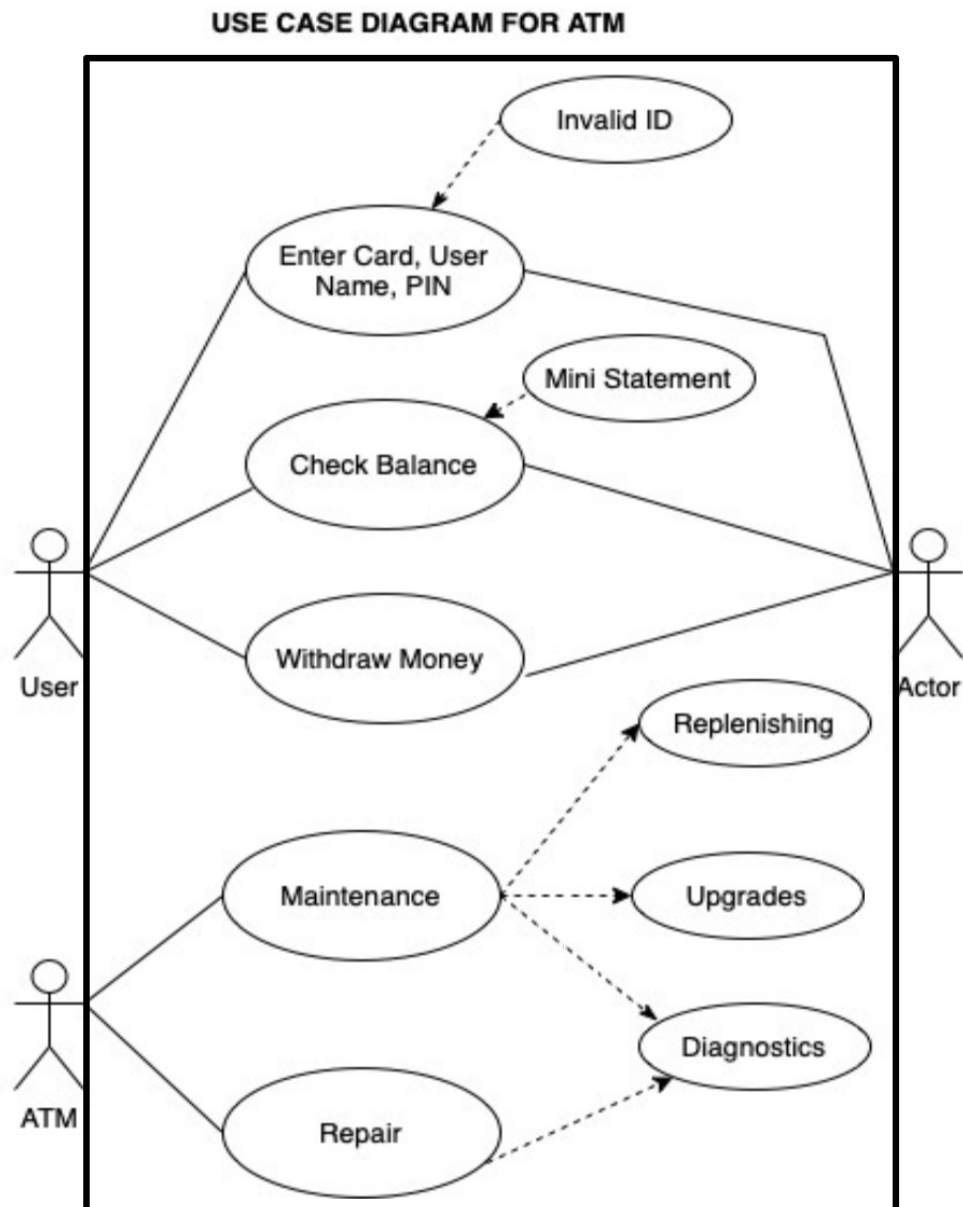 USE CASE DIAGRAM FOR ATM
Invalid ID
Enter Card, User
Name, PIN
Mini Statement
Check Balance
Withdraw Money
User
Actor
Replenishing
Maintenance
Upgrades
Diagnostics
ATM
Repair